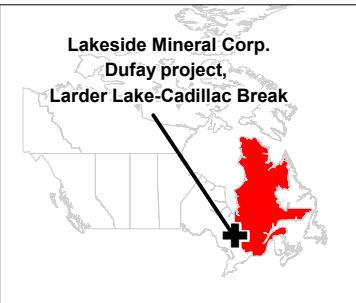 Lakeside Mineral Corp.
Dufay project,
Larder Lake-Cadillac Break